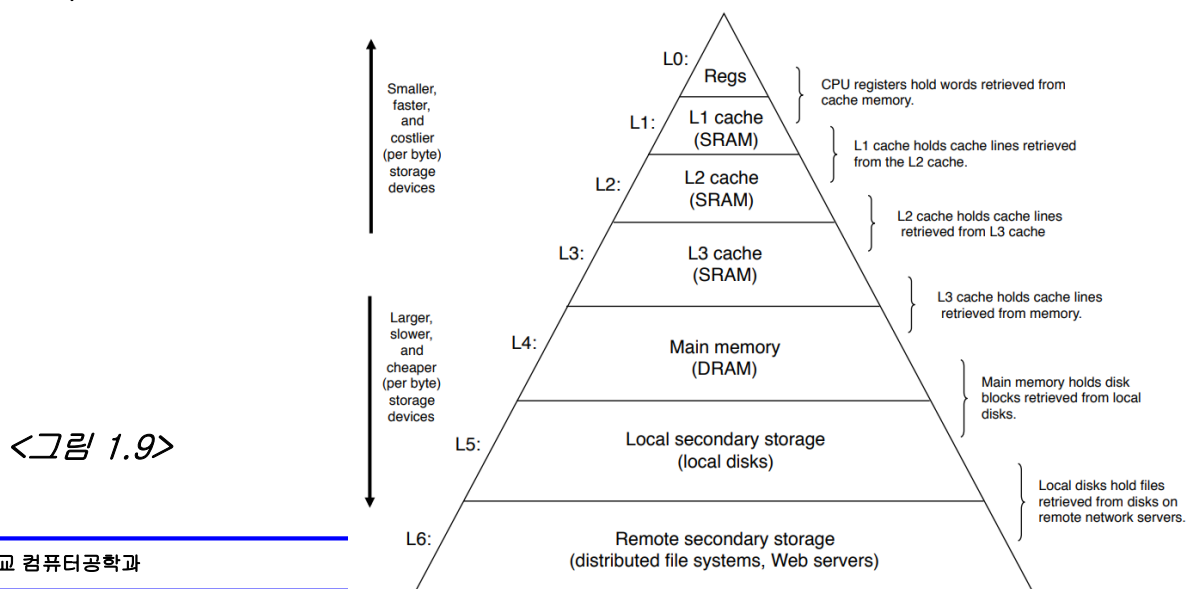 L0:
Regs
CPU registers hold words retrieved from
cache memory.
Smaller,
faster,
and
costlier
(per byte)
storage
devices
L1:
L1 cache
(SRAM)
L1 cache holds cache lines retrieved
from the L2 cache.
L2:
L2 cache
(SRAM)
L2 cache holds cache lines
retrieved from L3 cache
L3:
L3 cache
(SRAM)
L3 cache holds cache lines
retrieved from memory.
Larger,
slower,
and
cheaper
(per byte)
storage
devices
L4:
Main memory
(DRAM)
Main memory holds disk
blocks retrieved from local
disks.
<그림 1.9>
L5:
Local secondary storage
(local disks)
Local disks hold files
retrieved from disks on
remote network servers.
L6:
Remote secondary storage
(distributed file systems, Web servers)
교 컴퓨터공학과